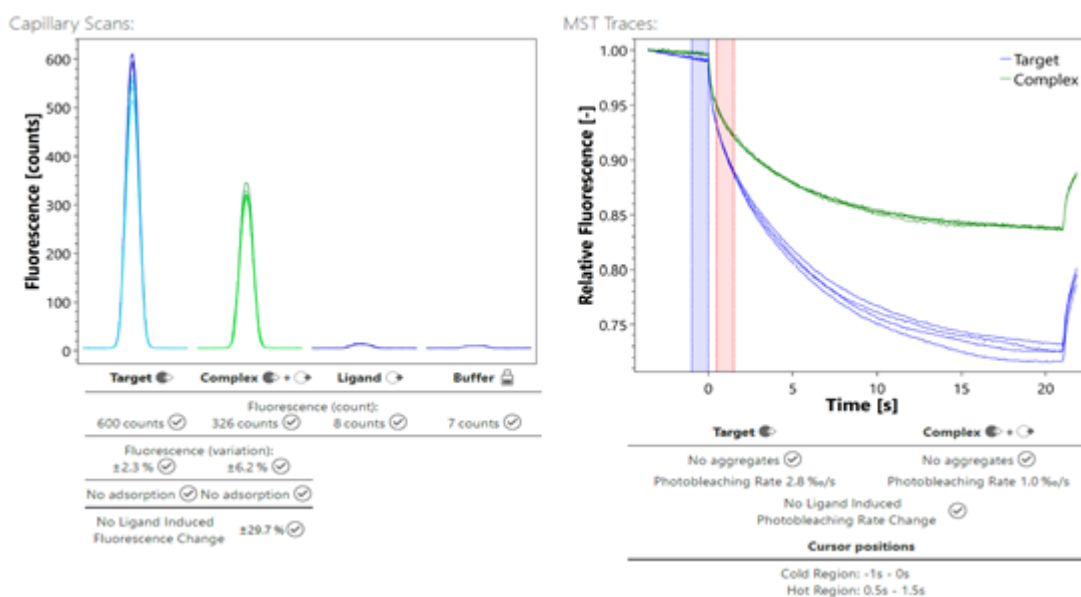 Capillary Scans:
Fluorescence [counts]
600
500
400
300
200
100
0
Target Complex + Ligand Buffer
Fluorescence (count):
600 counts 326 counts 8 counts 7 counts
Fluorescence (variation):
±2.3 % ±6.2 %
No adsorption No adsorption
No Ligand Induced
Fluorescence Change ±29.7 %
MST Traces:
Relative Fluorescence [-]
1.00
0.95
0.90
0.85
0.80
0.75
Target
Complex
0 5 10 15 20
Time [s]
Target Complex +
No aggregates No aggregates
Photobleaching Rate 2.8 ‰/s Photobleaching Rate 1.0 ‰/s
No Ligand Induced
Photobleaching Rate Change
Cursor positions
Cold Region: -1s - 0s
Hot Region: 0.5s - 1.5s